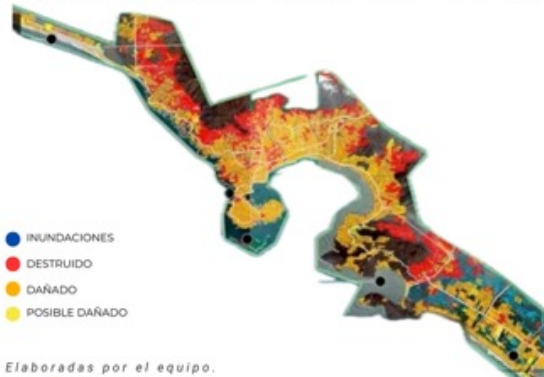 INUNDACIONES
DESTRUIDO
DAÑADO
POSIBLE DAÑADO
Elaboradas por el equipo.